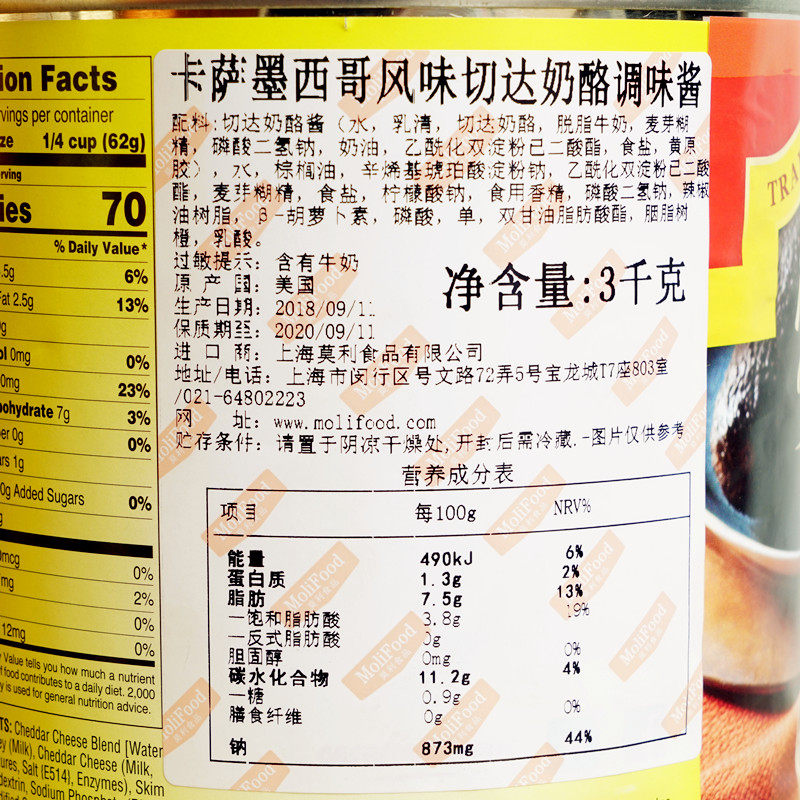 ion Facts
vings per container
ze 1/4 cup (62g)
erving
ies 70
% Daily Value*
.5g 6%
Fat 2.5g 13%
ol 0mg 0%
0mg 23%
bohydrate 7g 3%
er 0g 0%
ars 1g
0g Added Sugars 0%
0mcg 0%
mg 2%
0%
12mg 0%
Value tells you how much a nutrient
f food contributes to a daily diet. 2,000
y is used for general nutrition advice.
TS: Cheddar Cheese Blend [Water
ey (Milk), Cheddar Cheese (Milk,
ures, Salt {E514}, Enzymes), Skim
dextrin, Sodium Phosphate
卡萨墨西哥风味切达奶酪调味酱
配料:切达奶酪酱（水，乳清，切达奶酪，脱脂牛奶，麦芽糊
精，磷酸二氢钠，奶油，乙酰化双淀粉已二酸酯，食盐，黄原
胶），水，棕榈油，辛烯基琥珀酸淀粉钠，乙酰化双淀粉已二酸
酯，麦芽糊精，食盐，柠檬酸钠，食用香精，磷酸二氢钠，辣椒
油树脂，β-胡萝卜素，磷酸，单，双甘油脂肪酸酯，胭脂树
橙，乳酸。
过敏提示：含有牛奶
原 产 国：美国
生产日期：2018/09/11
保质期至：2020/09/11
净含量:3千克
进 口 商：上海莫利食品有限公司
地址/电话：上海市闵行区号文路72弄5号宝龙城T7座803室
/021-64802223
网 址：www.molifood.com
贮存条件：请置于阴凉干燥处,开封后需冷藏.-图片仅供参考
营养成分表
项目 每100g NRV%
能量 490kJ 6%
蛋白质 1.3g 2%
脂肪 7.5g 13%
—饱和脂肪酸 3.8g 19%
—反式脂肪酸 0g
胆固醇 0mg 0%
碳水化合物 11.2g 4%
—糖 0.9g
膳食纤维 0g 0%
钠 873mg 44%
TRA
MoliFood
莫利食品